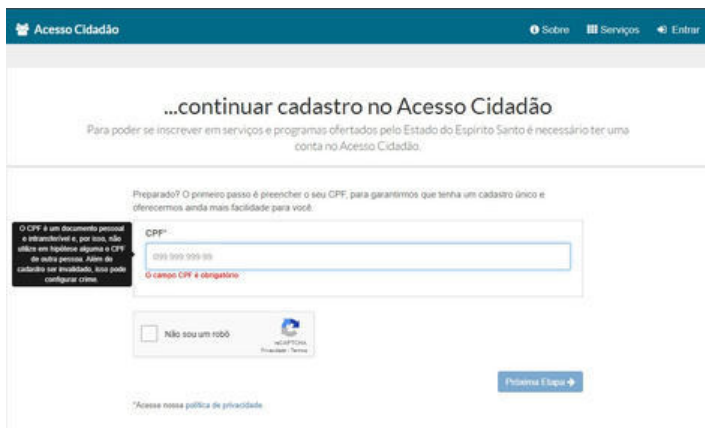 Acesso Cidadão
Sobre
Serviços
Entrar
...continuar cadastro no Acesso Cidadão
Para poder se inscrever em serviços e programas ofertados pelo Estado do Espírito Santo é necessário ter uma
conta no Acesso Cidadão.
Preparado? O primeiro passo é preencher o seu CPF, para garantirmos que tenha um cadastro único e
oferecermos ainda mais facilidade para você.
O CPF é um documento pessoal
e intransferível e, por isso, não
utilize em hipótese alguma o CPF
de outra pessoa. Além do
cadastro ser invalidado, isso pode
configurar crime.
CPF*
099.999.999-99
O campo CPF é obrigatório
Não sou um robô
reCAPTCHA
Privacidade - Termos
Próxima Etapa
*Acesse nossa política de privacidade